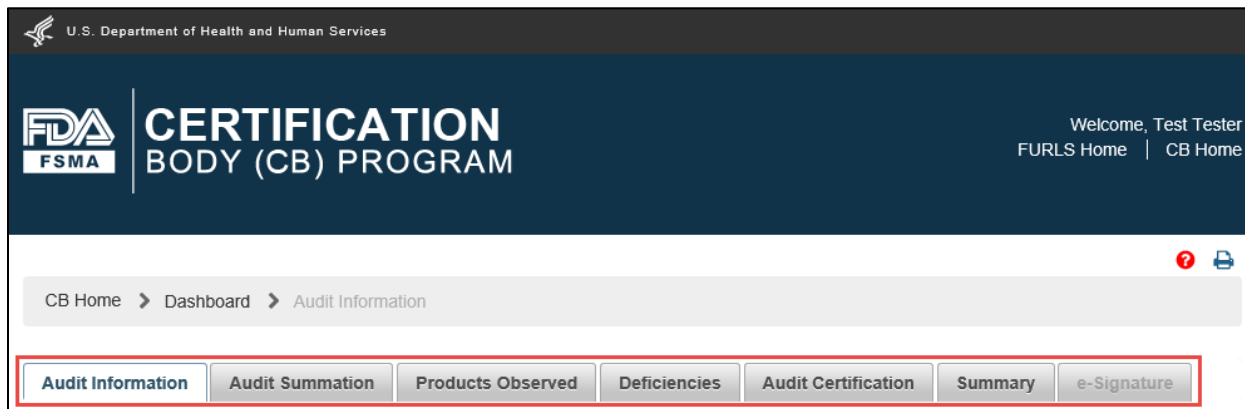 U.S. Department of Health and Human Services
FDA
FSMA
CERTIFICATION
BODY (CB) PROGRAM
Welcome, Test Tester
FURLS Home | CB Home
CB Home > Dashboard > Audit Information
Audit Information Audit Summation Products Observed Deficiencies Audit Certification Summary e-Signature